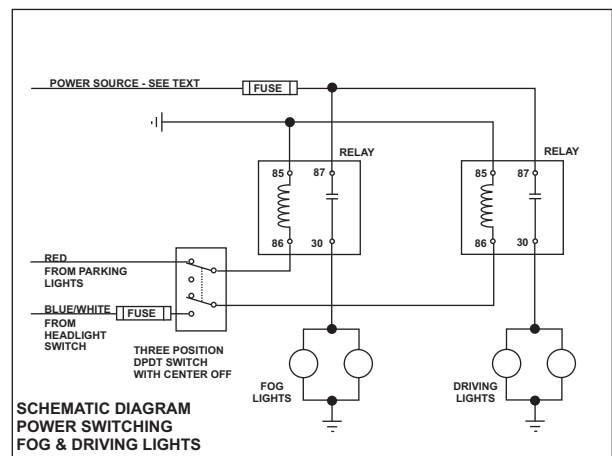 POWER SOURCE - SEE TEXT
FUSE
RELAY
85
87
85
87
RELAY
86
30
86
30
RED
FROM PARKING
LIGHTS
BLUE/WHITE
FUSE
FROM
HEADLIGHT
SWITCH
THREE POSITION
DPDT SWITCH
WITH CENTER OFF
FOG
LIGHTS
DRIVING
LIGHTS
SCHEMATIC DIAGRAM
POWER SWITCHING
FOG & DRIVING LIGHTS